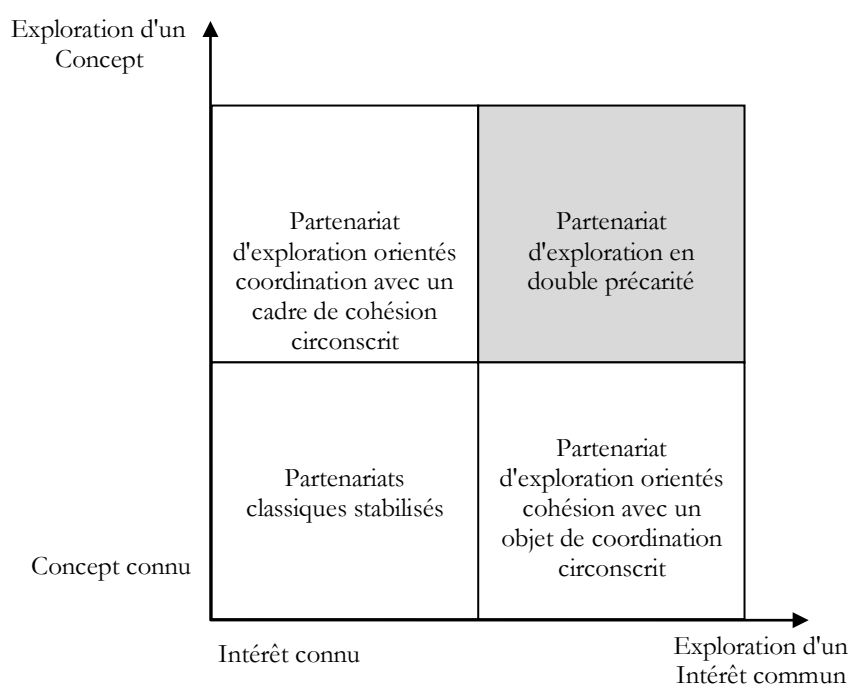 Exploration d'un
Concept
Partenariat
d'exploration orientés
coordination avec un
cadre de cohésion
circonscrit
Partenariat
d'exploration en
double précarité
Partenariats
classiques stabilisés
Partenariat
d'exploration orientés
cohésion avec un
objet de coordination
circonscrit
Concept connu
Intérêt connu
Exploration d'un
Intérêt commun